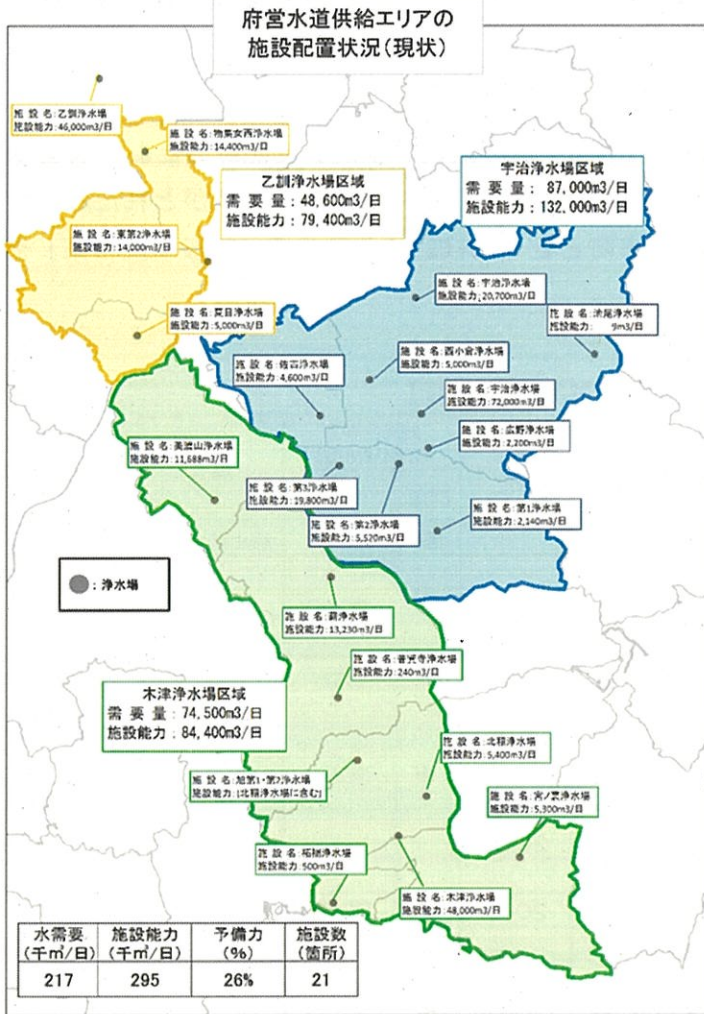 府営水道供給エリアの
施設配置状況(現状)
施 設 名:乙訓浄水場
施設能力:46,000m3/日
施 設 名:物集女西浄水場
施設能力:14,400m3/日
乙訓浄水場区域
需 要 量:48,600m3/日
施設能力:79,400m3/日
宇治浄水場区域
需 要 量: 87,000m3/日
施設能力:132,000m3/日
施 設 名:東第2浄水場
施設能力:14,000m3/日
施 設 名:夏目浄水場
施設能力:5,000m3/日
施 設 名:宇治浄水場
施設能力:20,700m3/日
施 設 名:池尾浄水場
施設能力: 9m3/日
施 設 名:西小倉浄水場
施設能力:5,000m3/日
施 設 名:佐古浄水場
施設能力:4,600m3/日
施 設 名:宇治浄水場
施設能力:72,000m3/日
施 設 名:広野浄水場
施設能力:2,200m3/日
施 設 名:美濃山浄水場
施設能力:11,688m3/日
施 設 名:第3浄水場
施設能力:19,800m3/日
施 設 名:第2浄水場
施設能力:5,520m3/日
施 設 名:第1浄水場
施設能力:2,140m3/日
:浄水場
施 設 名:薪浄水場
施設能力:13,230m3/日
施 設 名:普賢寺浄水場
施設能力:240m3/日
木津浄水場区域
需 要 量:74,500m3/日
施設能力:84,400m3/日
施 設 名:北稲浄水場
施設能力:5,400m3/日
施 設 名:旭第1・第2浄水場
施設能力:(北稲浄水場に含む)
施 設 名:宮ノ裏浄水場
施設能力:5,300m3/日
施 設 名:柘榴浄水場
施設能力:500m3/日
施 設 名:木津浄水場
施設能力:48,000m3/日
水需要 施設能力 予備力 施設数
(千㎥/日) (千㎥/日) (%) (箇所)
217 295 26% 21